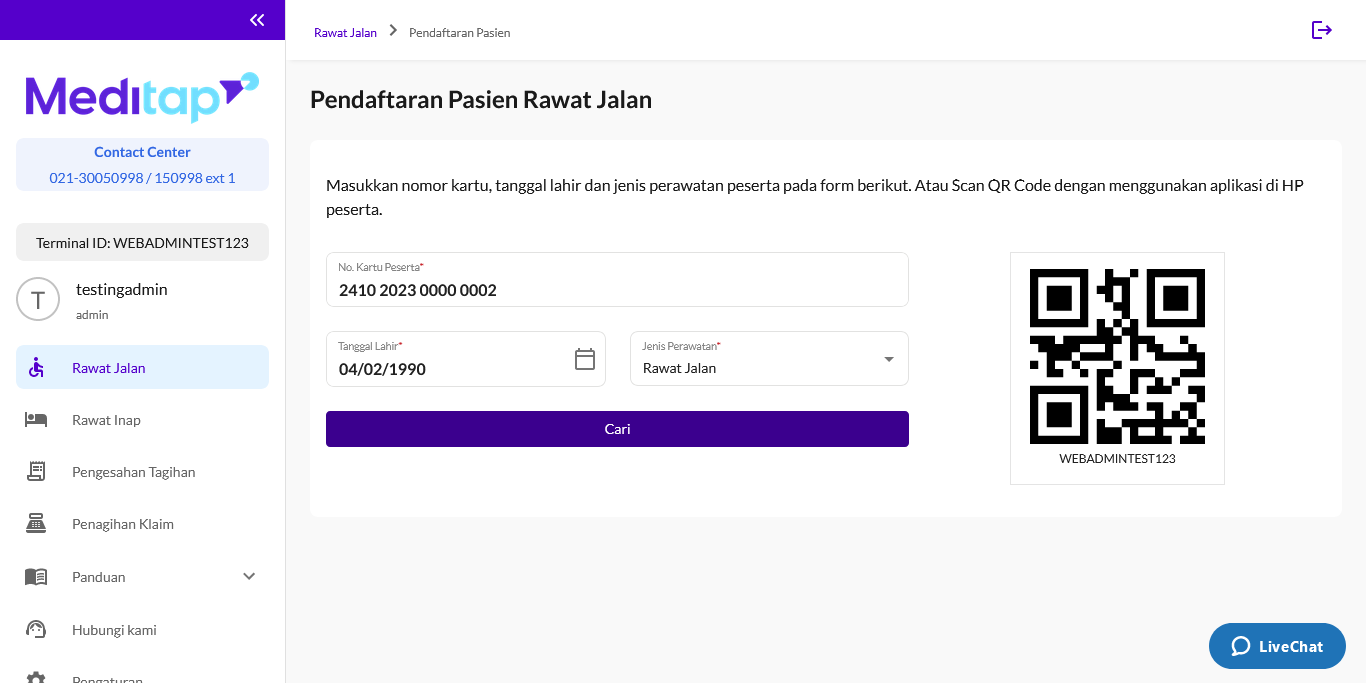 Rawat Jalan
Pendaftaran Pasien
Meditap
Contact Center
021-30050998 / 150998 ext 1
Terminal ID: WEBADMINTEST123
T
testingadmin
admin
Rawat Jalan
Rawat Inap
Pengesahan Tagihan
Penagihan Klaim
Panduan
Hubungi kami
Pengaturan
Pendaftaran Pasien Rawat Jalan
Masukkan nomor kartu, tanggal lahir dan jenis perawatan peserta pada form berikut. Atau Scan QR Code dengan menggunakan aplikasi di HP
peserta.
No. Kartu Peserta*
2410 2023 0000 0002
Tanggal Lahir*
04/02/1990
Jenis Perawatan*
Rawat Jalan
Cari
WEBADMINTEST123
LiveChat